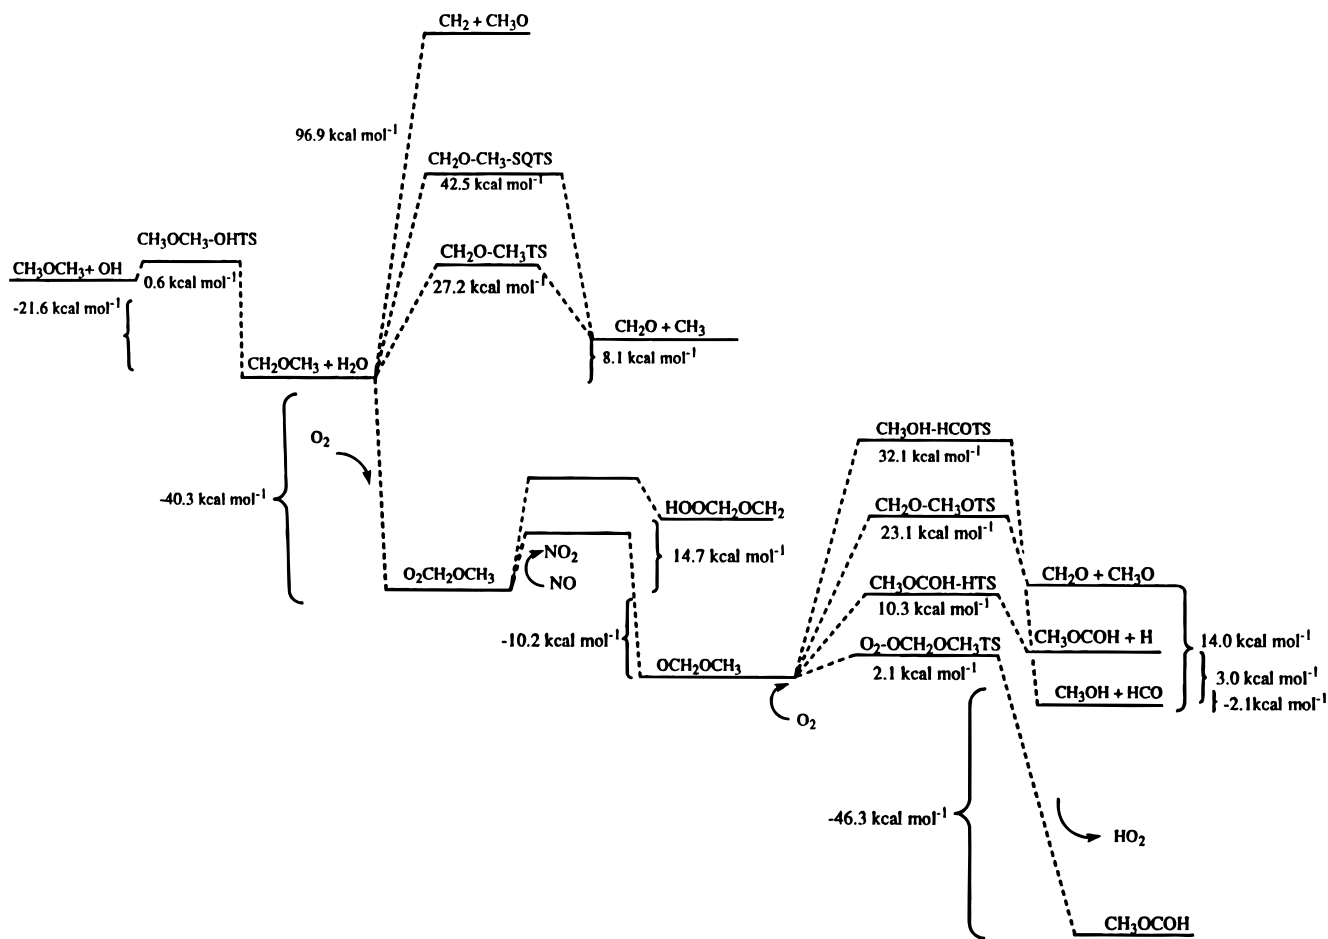 CH₂ + CH₃O
96.9 kcal mol⁻¹
CH₂O-CH₃-SQTS
42.5 kcal mol⁻¹
CH₃OCH₃-OHTS
0.6 kcal mol⁻¹
CH₃OCH₃+ OH
-21.6 kcal mol⁻¹
CH₂O-CH₃TS
27.2 kcal mol⁻¹
CH₂O + CH₃
8.1 kcal mol⁻¹
CH₂OCH₃ + H₂O
O₂
-40.3 kcal mol⁻¹
O₂CH₂OCH₃
NO₂
NO
HOOCH₂OCH₂
14.7 kcal mol⁻¹
-10.2 kcal mol⁻¹
OCH₂OCH₃
O₂
CH₃OH-HCOTS
32.1 kcal mol⁻¹
CH₂O-CH₃OTS
23.1 kcal mol⁻¹
CH₃OCOH-HTS
10.3 kcal mol⁻¹
O₂-OCH₂OCH₃TS
2.1 kcal mol⁻¹
CH₂O + CH₃O
CH₃OCOH + H
CH₃OH + HCO
14.0 kcal mol⁻¹
3.0 kcal mol⁻¹
-2.1kcal mol⁻¹
-46.3 kcal mol⁻¹
HO₂
CH₃OCOH